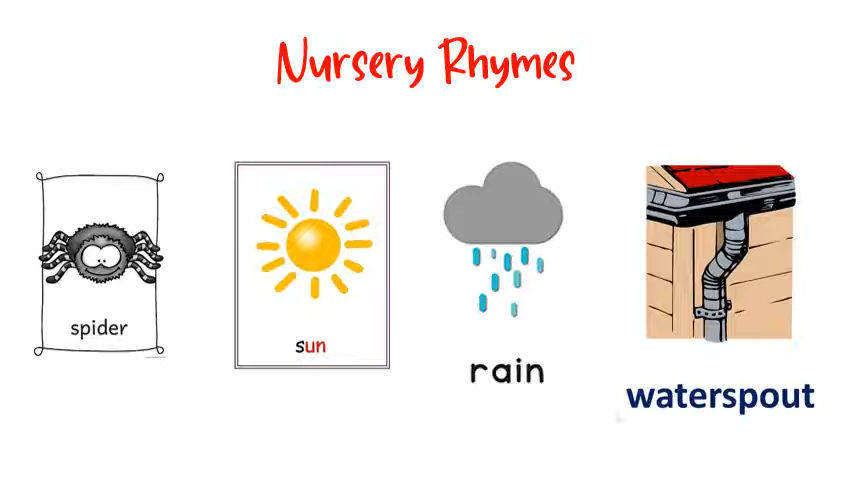 Nursery Rhymes
spider
sun
rain
waterspout